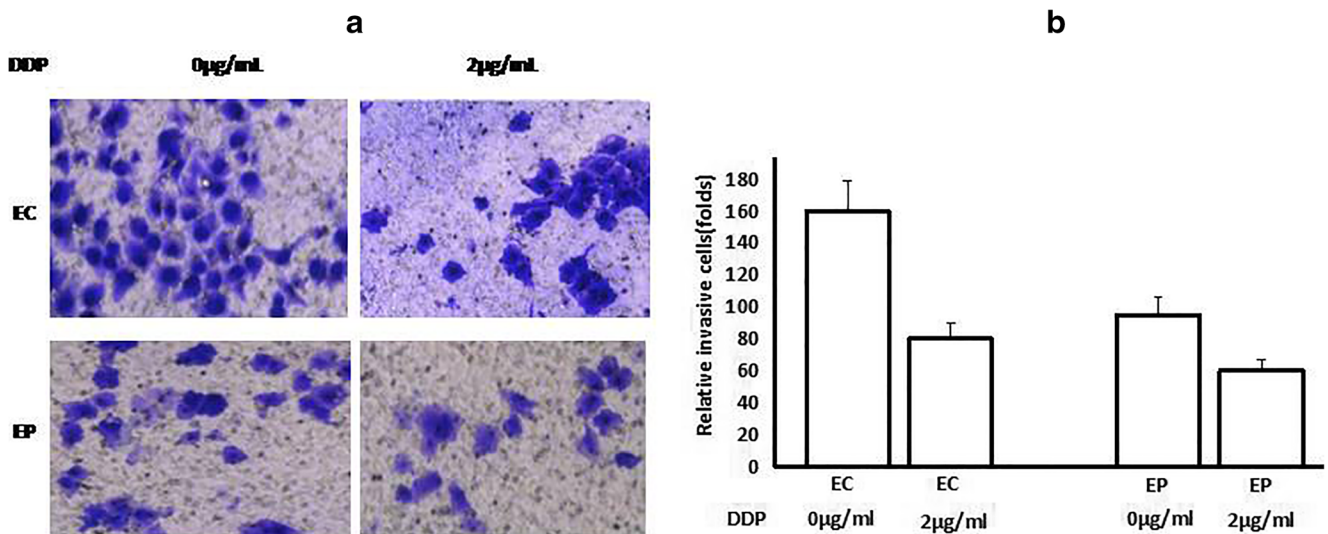 a
DDP 0µg/mL 2µg/mL
EC
EP
b
Relative invasive cells(folds)
180
160
140
120
100
80
60
40
20
0
EC EC EP EP
DDP 0µg/ml 2µg/ml 0µg/ml 2µg/ml